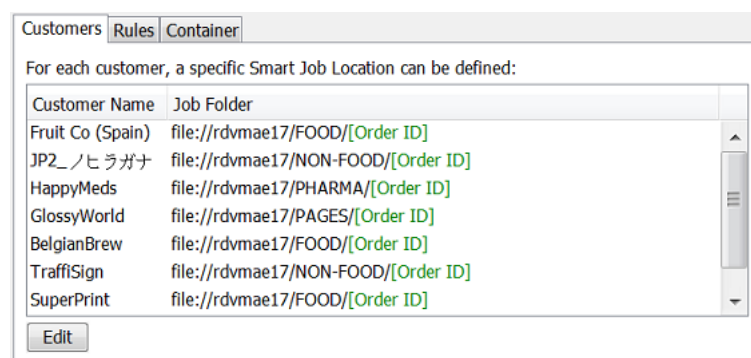 Customers Rules Container
For each customer, a specific Smart Job Location can be defined:
Customer Name Job Folder
Fruit Co (Spain) file://rdvmae17/FOOD/[Order ID]
JP2_ノヒラガナ file://rdvmae17/NON-FOOD/[Order ID]
HappyMeds file://rdvmae17/PHARMA/[Order ID]
GlossyWorld file://rdvmae17/PAGES/[Order ID]
BelgianBrew file://rdvmae17/FOOD/[Order ID]
TraffiSign file://rdvmae17/NON-FOOD/[Order ID]
SuperPrint file://rdvmae17/FOOD/[Order ID]
Edit